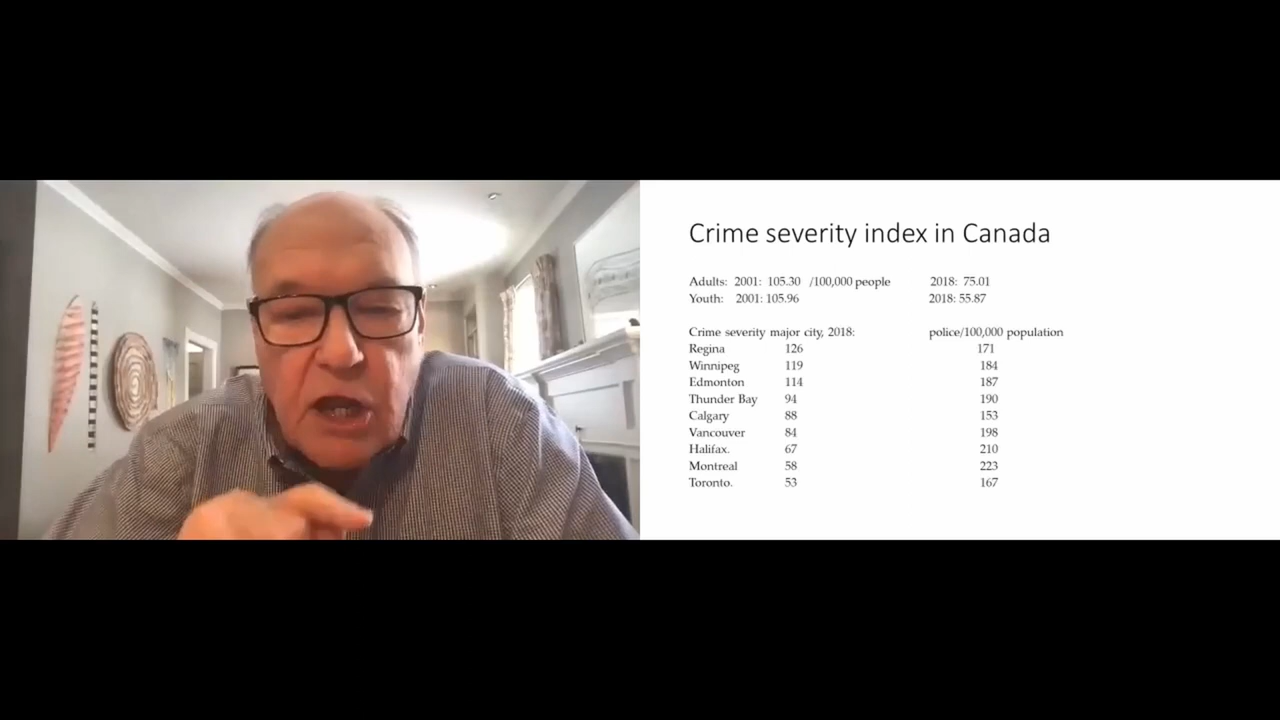 Crime severity index in Canada
Adults: 2001: 105.30 /100,000 people 2018: 75.01
Youth: 2001: 105.96 2018: 55.87
Crime severity major city, 2018: police/100,000 population
Regina 126 171
Winnipeg 119 184
Edmonton 114 187
Thunder Bay 94 190
Calgary 88 153
Vancouver 84 198
Halifax. 67 210
Montreal 58 223
Toronto. 53 167